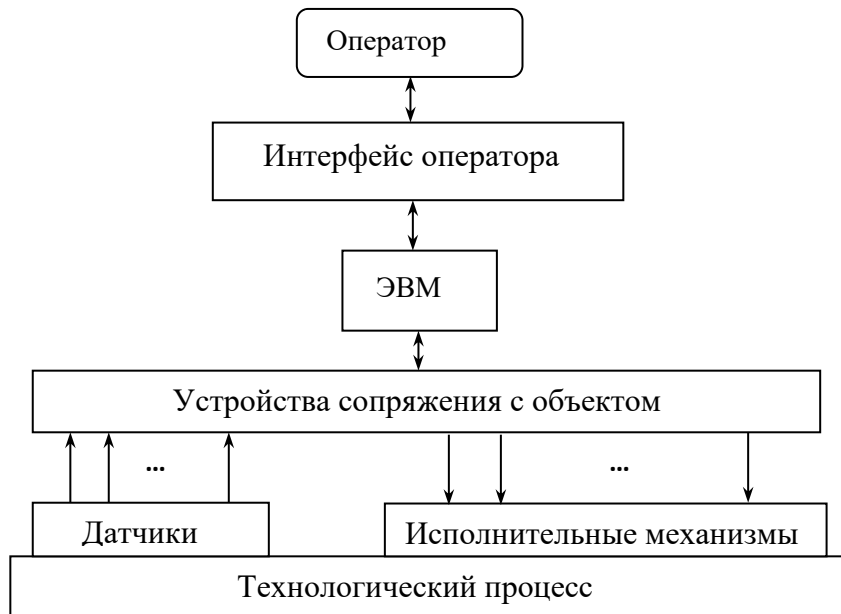 Оператор
Интерфейс оператора
ЭВМ
Устройства сопряжения с объектом
... ...
Датчики Исполнительные механизмы
Технологический процесс